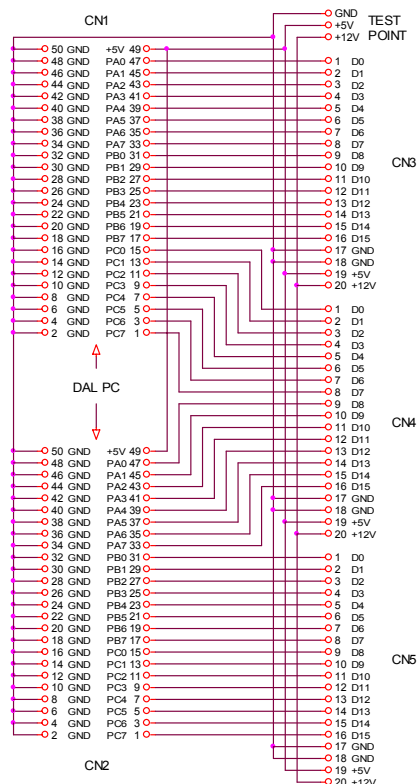 CN1
GND
+5V
+12V
TEST
POINT
50 GND +5V 49
48 GND PA0 47
46 GND PA1 45
44 GND PA2 43
42 GND PA3 41
40 GND PA4 39
38 GND PA5 37
36 GND PA6 35
34 GND PA7 33
32 GND PB0 31
30 GND PB1 29
28 GND PB2 27
26 GND PB3 25
24 GND PB4 23
22 GND PB5 21
20 GND PB6 19
18 GND PB7 17
16 GND PC0 15
14 GND PC1 13
12 GND PC2 11
10 GND PC3 9
8 GND PC4 7
6 GND PC5 5
4 GND PC6 3
2 GND PC7 1
1 D0
2 D1
3 D2
4 D3
5 D4
6 D5
7 D6
8 D7
9 D8
10 D9
11 D10
12 D11
13 D12
14 D13
15 D14
16 D15
17 GND
18 GND
19 +5V
20 +12V
CN3
DAL PC
1 D0
2 D1
3 D2
4 D3
5 D4
6 D5
7 D6
8 D7
9 D8
10 D9
11 D10
12 D11
13 D12
14 D13
15 D14
16 D15
17 GND
18 GND
19 +5V
20 +12V
CN4
50 GND +5V 49
48 GND PA0 47
46 GND PA1 45
44 GND PA2 43
42 GND PA3 41
40 GND PA4 39
38 GND PA5 37
36 GND PA6 35
34 GND PA7 33
32 GND PB0 31
30 GND PB1 29
28 GND PB2 27
26 GND PB3 25
24 GND PB4 23
22 GND PB5 21
20 GND PB6 19
18 GND PB7 17
16 GND PC0 15
14 GND PC1 13
12 GND PC2 11
10 GND PC3 9
8 GND PC4 7
6 GND PC5 5
4 GND PC6 3
2 GND PC7 1
1 D0
2 D1
3 D2
4 D3
5 D4
6 D5
7 D6
8 D7
9 D8
10 D9
11 D10
12 D11
13 D12
14 D13
15 D14
16 D15
17 GND
18 GND
19 +5V
20 +12V
CN5
CN2